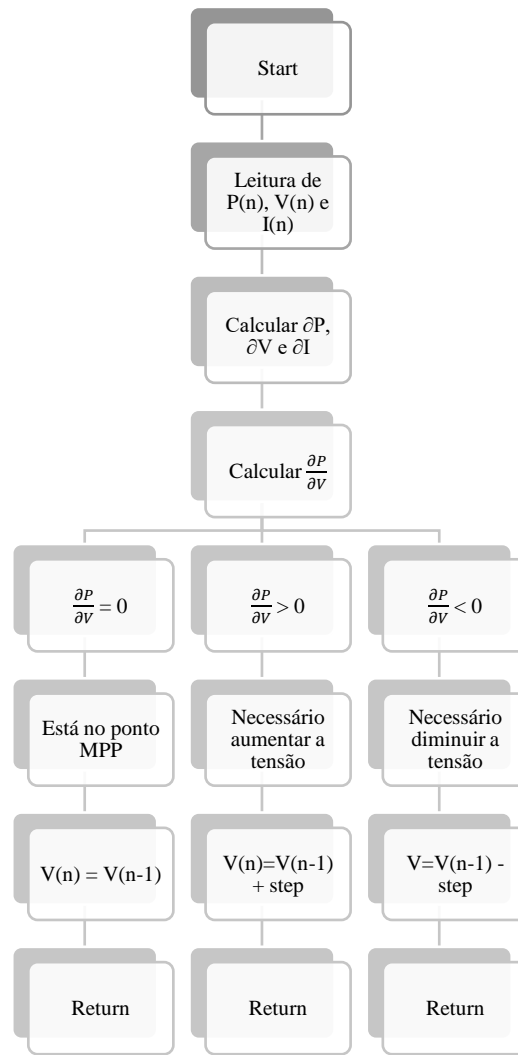 Start
Leitura de
P(n), V(n) e
I(n)
Calcular ∂P,
∂V e ∂I
Calcular ∂P/∂V
∂P/∂V = 0
∂P/∂V > 0
∂P/∂V < 0
Está no ponto
MPP
Necessário
aumentar a
tensão
Necessário
diminuir a
tensão
V(n) = V(n-1)
V(n)=V(n-1)
+ step
V=V(n-1) -
step
Return
Return
Return